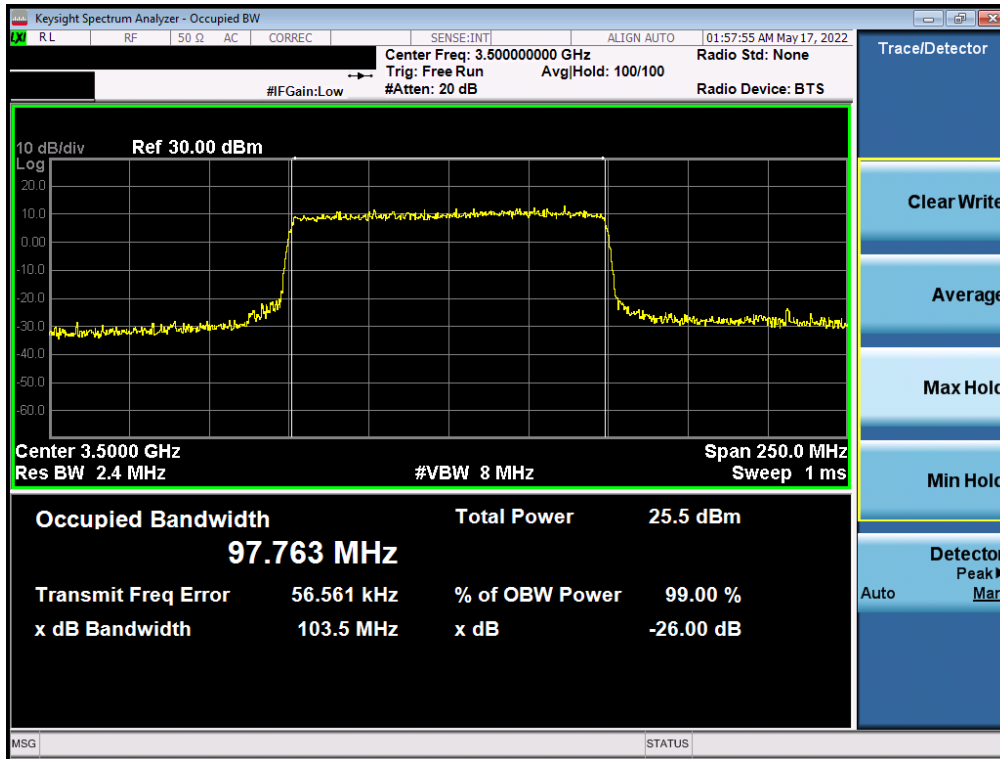 Keysight Spectrum Analyzer - Occupied BW
LXI RL RF 50 Ω AC CORREC SENSE:INT ALIGN AUTO 01:57:55 AM May 17, 2022
Center Freq: 3.500000000 GHz Radio Std: None
Trig: Free Run Avg|Hold: 100/100
#IFGain:Low #Atten: 20 dB Radio Device: BTS
Trace/Detector
10 dB/div Ref 30.00 dBm
Log
20.0
10.0
0.00
-10.0
-20.0
-30.0
-40.0
-50.0
-60.0
Center 3.5000 GHz Span 250.0 MHz
Res BW 2.4 MHz #VBW 8 MHz Sweep 1 ms
Occupied Bandwidth Total Power 25.5 dBm
97.763 MHz
Transmit Freq Error 56.561 kHz % of OBW Power 99.00 %
x dB Bandwidth 103.5 MHz x dB -26.00 dB
Clear Write
Average
Max Hold
Min Hold
Detector
Peak
Auto Man
MSG STATUS